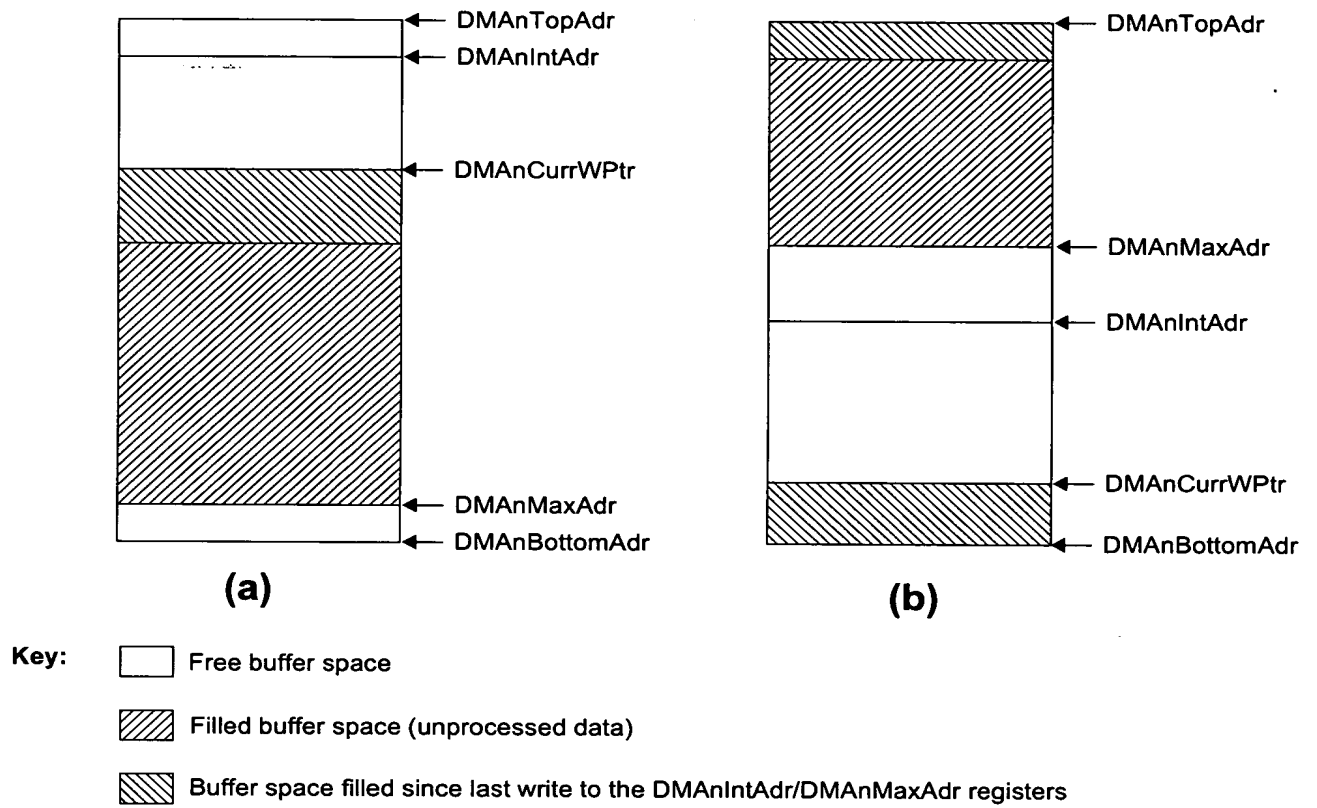 DMAnTopAdr
DMAnIntAdr
DMAnCurrWPtr
DMAnMaxAdr
DMAnBottomAdr
(a)
DMAnTopAdr
DMAnMaxAdr
DMAnIntAdr
DMAnCurrWPtr
DMAnBottomAdr
(b)
Key:
Free buffer space
Filled buffer space (unprocessed data)
Buffer space filled since last write to the DMAnIntAdr/DMAnMaxAdr registers